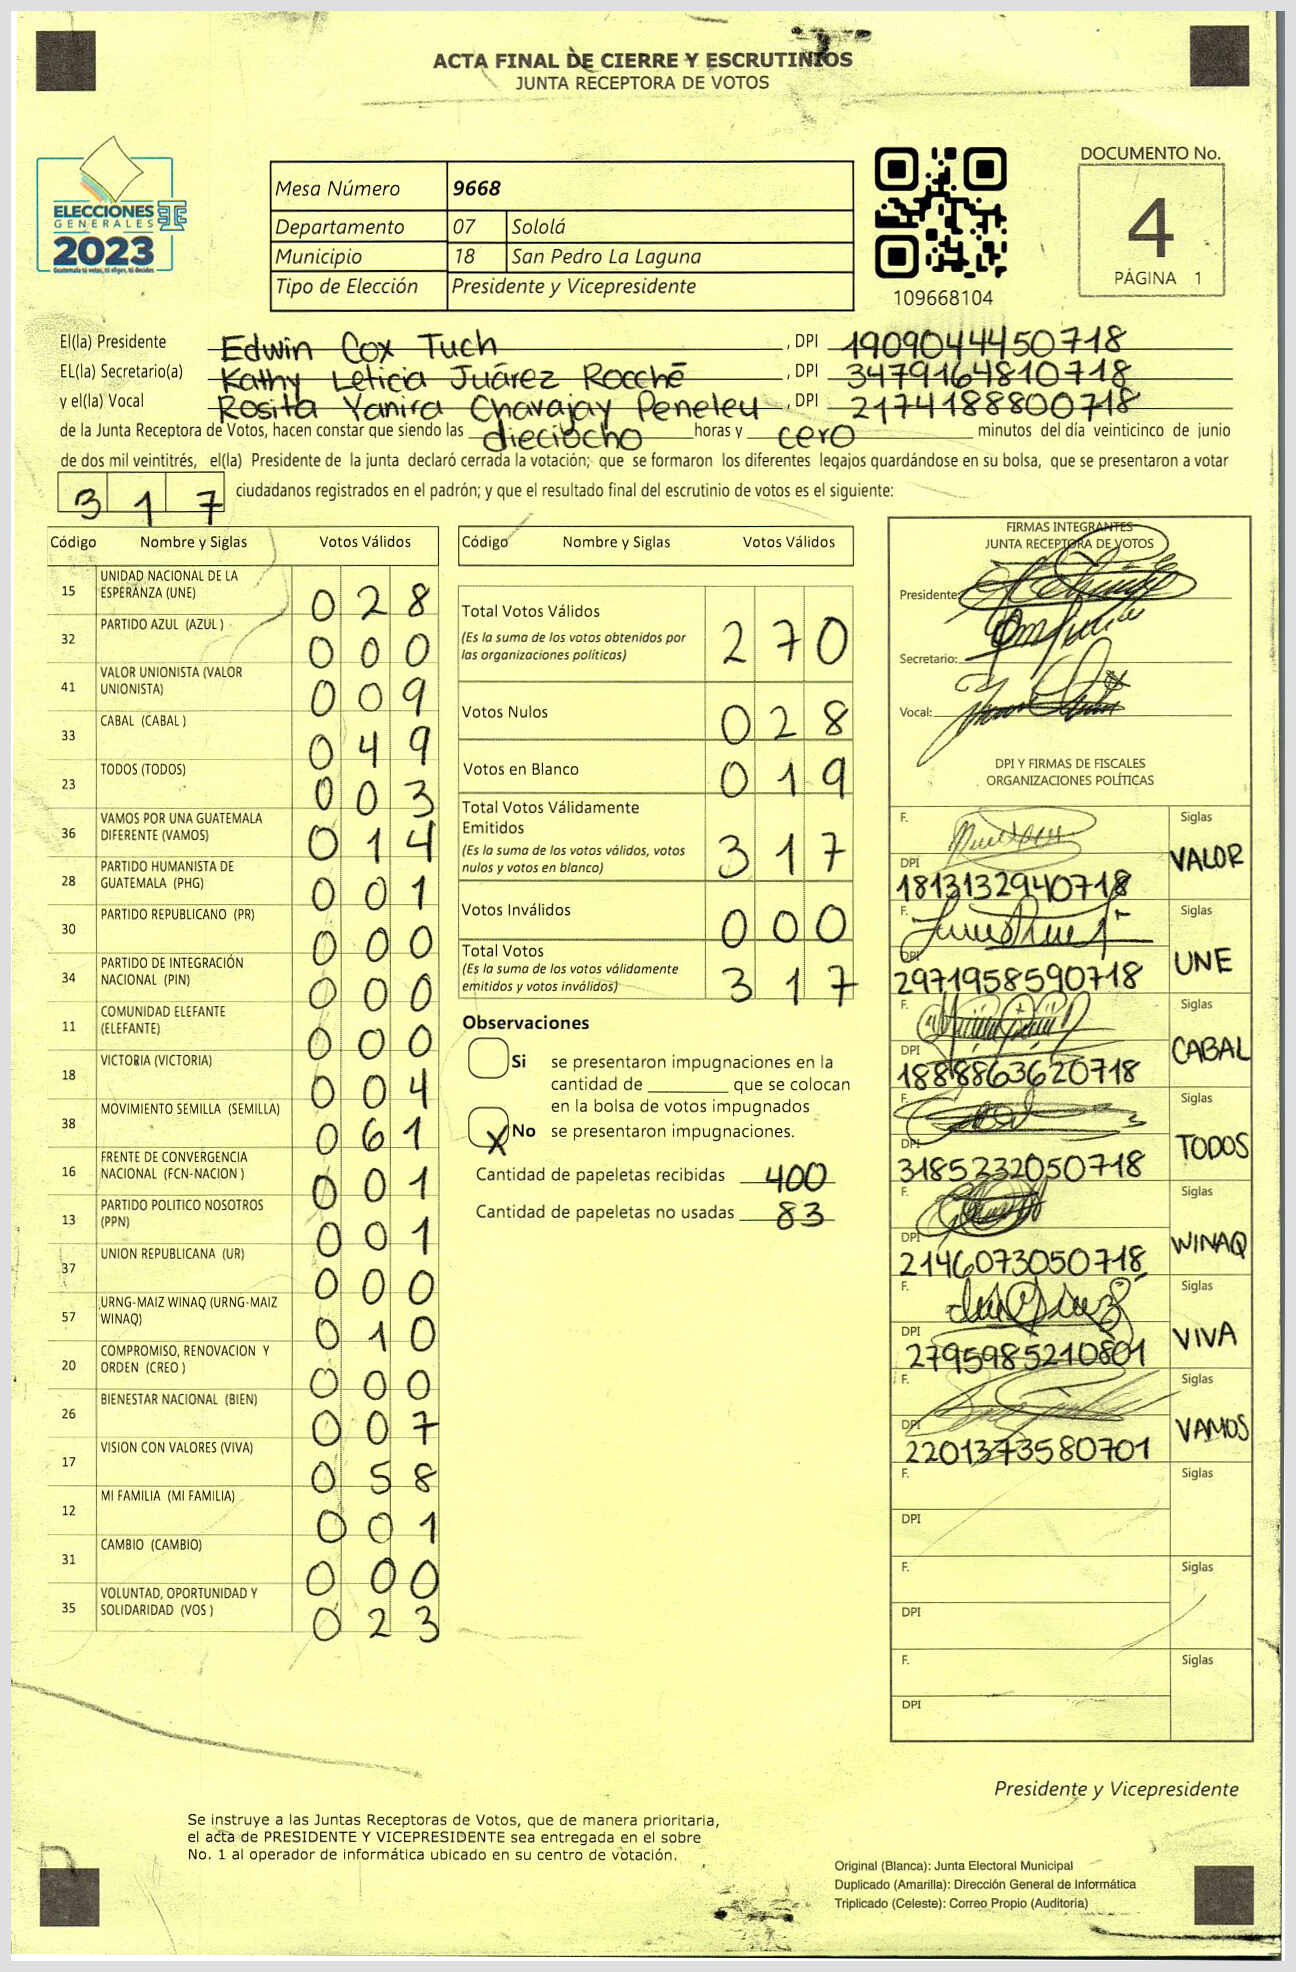 ACTA FINAL DE CIERRE Y ESCRUTINIOS
JUNTA RECEPTORA DE VOTOS
ELECCIONES
GENERALES
2023
Guatemala tú votas, tú eliges, tú decides
Mesa Número 9668
Departamento 07 Sololá
Municipio 18 San Pedro La Laguna
Tipo de Elección Presidente y Vicepresidente
109668104
DOCUMENTO No.
4
PÁGINA 1
El(la) Presidente Edwin Cox Tuch , DPI 1909044450718
EL(la) Secretario(a) Kathy Leticia Juárez Rocché , DPI 3479164810718
y el(la) Vocal Rosita Yanira Chavajay Peneleu , DPI 2174188800718
de la Junta Receptora de Votos, hacen constar que siendo las dieciocho horas y cero minutos del día veinticinco de junio
de dos mil veintitrés, el(la) Presidente de la junta declaró cerrada la votación; que se formaron los diferentes legajos guardándose en su bolsa, que se presentaron a votar
3 1 7 ciudadanos registrados en el padrón; y que el resultado final del escrutinio de votos es el siguiente:
Código Nombre y Siglas Votos Válidos
15 UNIDAD NACIONAL DE LA
ESPERANZA (UNE) 0 2 8
32 PARTIDO AZUL (AZUL ) 0 0 0
41 VALOR UNIONISTA (VALOR
UNIONISTA) 0 0 9
33 CABAL (CABAL ) 0 4 9
23 TODOS (TODOS) 0 0 3
36 VAMOS POR UNA GUATEMALA
DIFERENTE (VAMOS) 0 1 4
28 PARTIDO HUMANISTA DE
GUATEMALA (PHG) 0 0 1
30 PARTIDO REPUBLICANO (PR) 0 0 0
34 PARTIDO DE INTEGRACIÓN
NACIONAL (PIN) 0 0 0
11 COMUNIDAD ELEFANTE
(ELEFANTE) 0 0 0
18 VICTORIA (VICTORIA) 0 0 4
38 MOVIMIENTO SEMILLA (SEMILLA) 0 6 1
16 FRENTE DE CONVERGENCIA
NACIONAL (FCN-NACION ) 0 0 1
13 PARTIDO POLITICO NOSOTROS
(PPN) 0 0 1
37 UNION REPUBLICANA (UR) 0 0 0
57 URNG-MAIZ WINAQ (URNG-MAIZ
WINAQ) 0 1 0
20 COMPROMISO, RENOVACION Y
ORDEN (CREO ) 0 0 0
26 BIENESTAR NACIONAL (BIEN) 0 0 7
17 VISION CON VALORES (VIVA) 0 5 8
12 MI FAMILIA (MI FAMILIA) 0 0 1
31 CAMBIO (CAMBIO) 0 0 0
35 VOLUNTAD, OPORTUNIDAD Y
SOLIDARIDAD (VOS ) 0 2 3
Código Nombre y Siglas Votos Válidos
Total Votos Válidos
(Es la suma de los votos obtenidos por
las organizaciones políticas) 2 7 0
Votos Nulos 0 2 8
Votos en Blanco 0 1 9
Total Votos Válidamente
Emitidos
(Es la suma de los votos válidos, votos
nulos y votos en blanco) 3 1 7
Votos Inválidos 0 0 0
Total Votos
(Es la suma de los votos válidamente
emitidos y votos inválidos) 3 1 7
Observaciones
Si se presentaron impugnaciones en la
cantidad de ________ que se colocan
en la bolsa de votos impugnados
X No se presentaron impugnaciones.
Cantidad de papeletas recibidas 400
Cantidad de papeletas no usadas 83
FIRMAS INTEGRANTES
JUNTA RECEPTORA DE VOTOS
Presidente:
Secretario:
Vocal:
DPI Y FIRMAS DE FISCALES
ORGANIZACIONES POLÍTICAS
F. Siglas
DPI VALOR
1813132940718
F. Siglas
DPI UNE
2971958590718
F. Siglas
DPI CABAL
1888863620718
F. Siglas
DPI TODOS
3185232050718
F. Siglas
DPI WINAQ
2146073050718
F. Siglas
DPI VIVA
2795985210801
F. Siglas
DPI VAMOS
2201373580701
F. Siglas
DPI
F. Siglas
DPI
F. Siglas
DPI
Presidente y Vicepresidente
Se instruye a las Juntas Receptoras de Votos, que de manera prioritaria,
el acta de PRESIDENTE Y VICEPRESIDENTE sea entregada en el sobre
No. 1 al operador de informática ubicado en su centro de votación.
Original (Blanca): Junta Electoral Municipal
Duplicado (Amarilla): Dirección General de Informática
Triplicado (Celeste): Correo Propio (Auditoría)